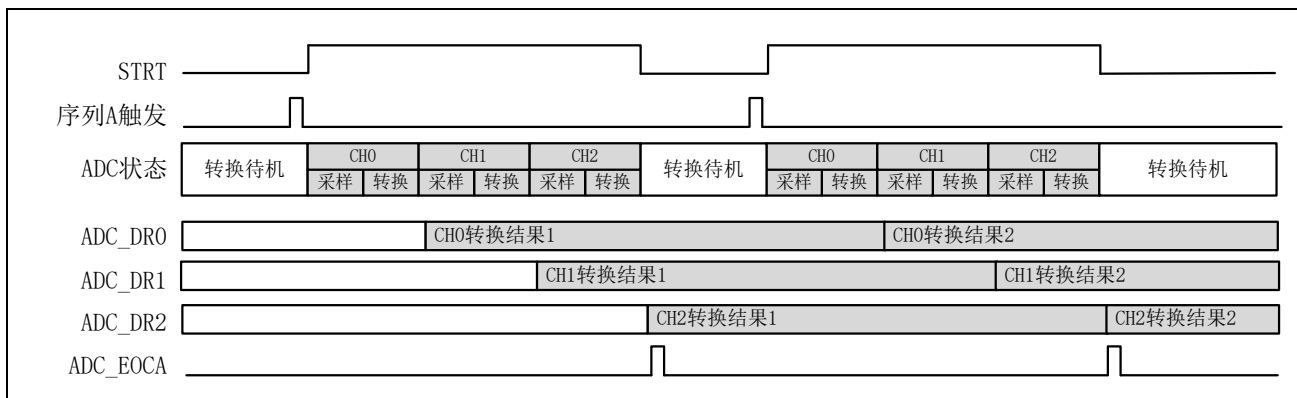 STRT
序列A触发
ADC状态 转换待机 CH0 CH1 CH2 转换待机 CH0 CH1 CH2 转换待机
采样 转换 采样 转换 采样 转换 采样 转换 采样 转换 采样 转换
ADC_DR0 CH0转换结果1 CH0转换结果2
ADC_DR1 CH1转换结果1 CH1转换结果2
ADC_DR2 CH2转换结果1 CH2转换结果2
ADC_EOCA